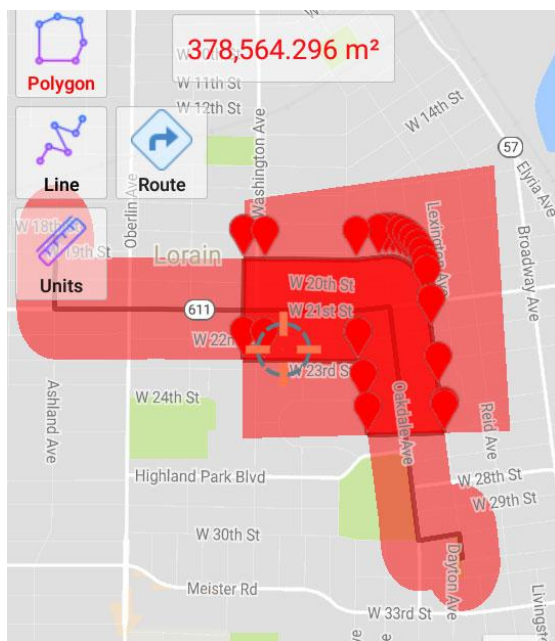 378,564.296 m²
Polygon
W 11th St
W 12th St
W 14th St
57
Line
Route
Washington Ave
Oberlin Ave
Lexington Ave
Elyria Ave
Broadway Ave
W 18th St
W 19th St
Lorain
Units
W 20th St
611
W 21st St
W 22n
W 23rd S
Ashland Ave
W 24th St
Oakdale Ave
Reid Ave
Highland Park Blvd
W 28th St
W 29th St
W 30th St
Dayton Ave
Meister Rd
W 33rd St
Livings